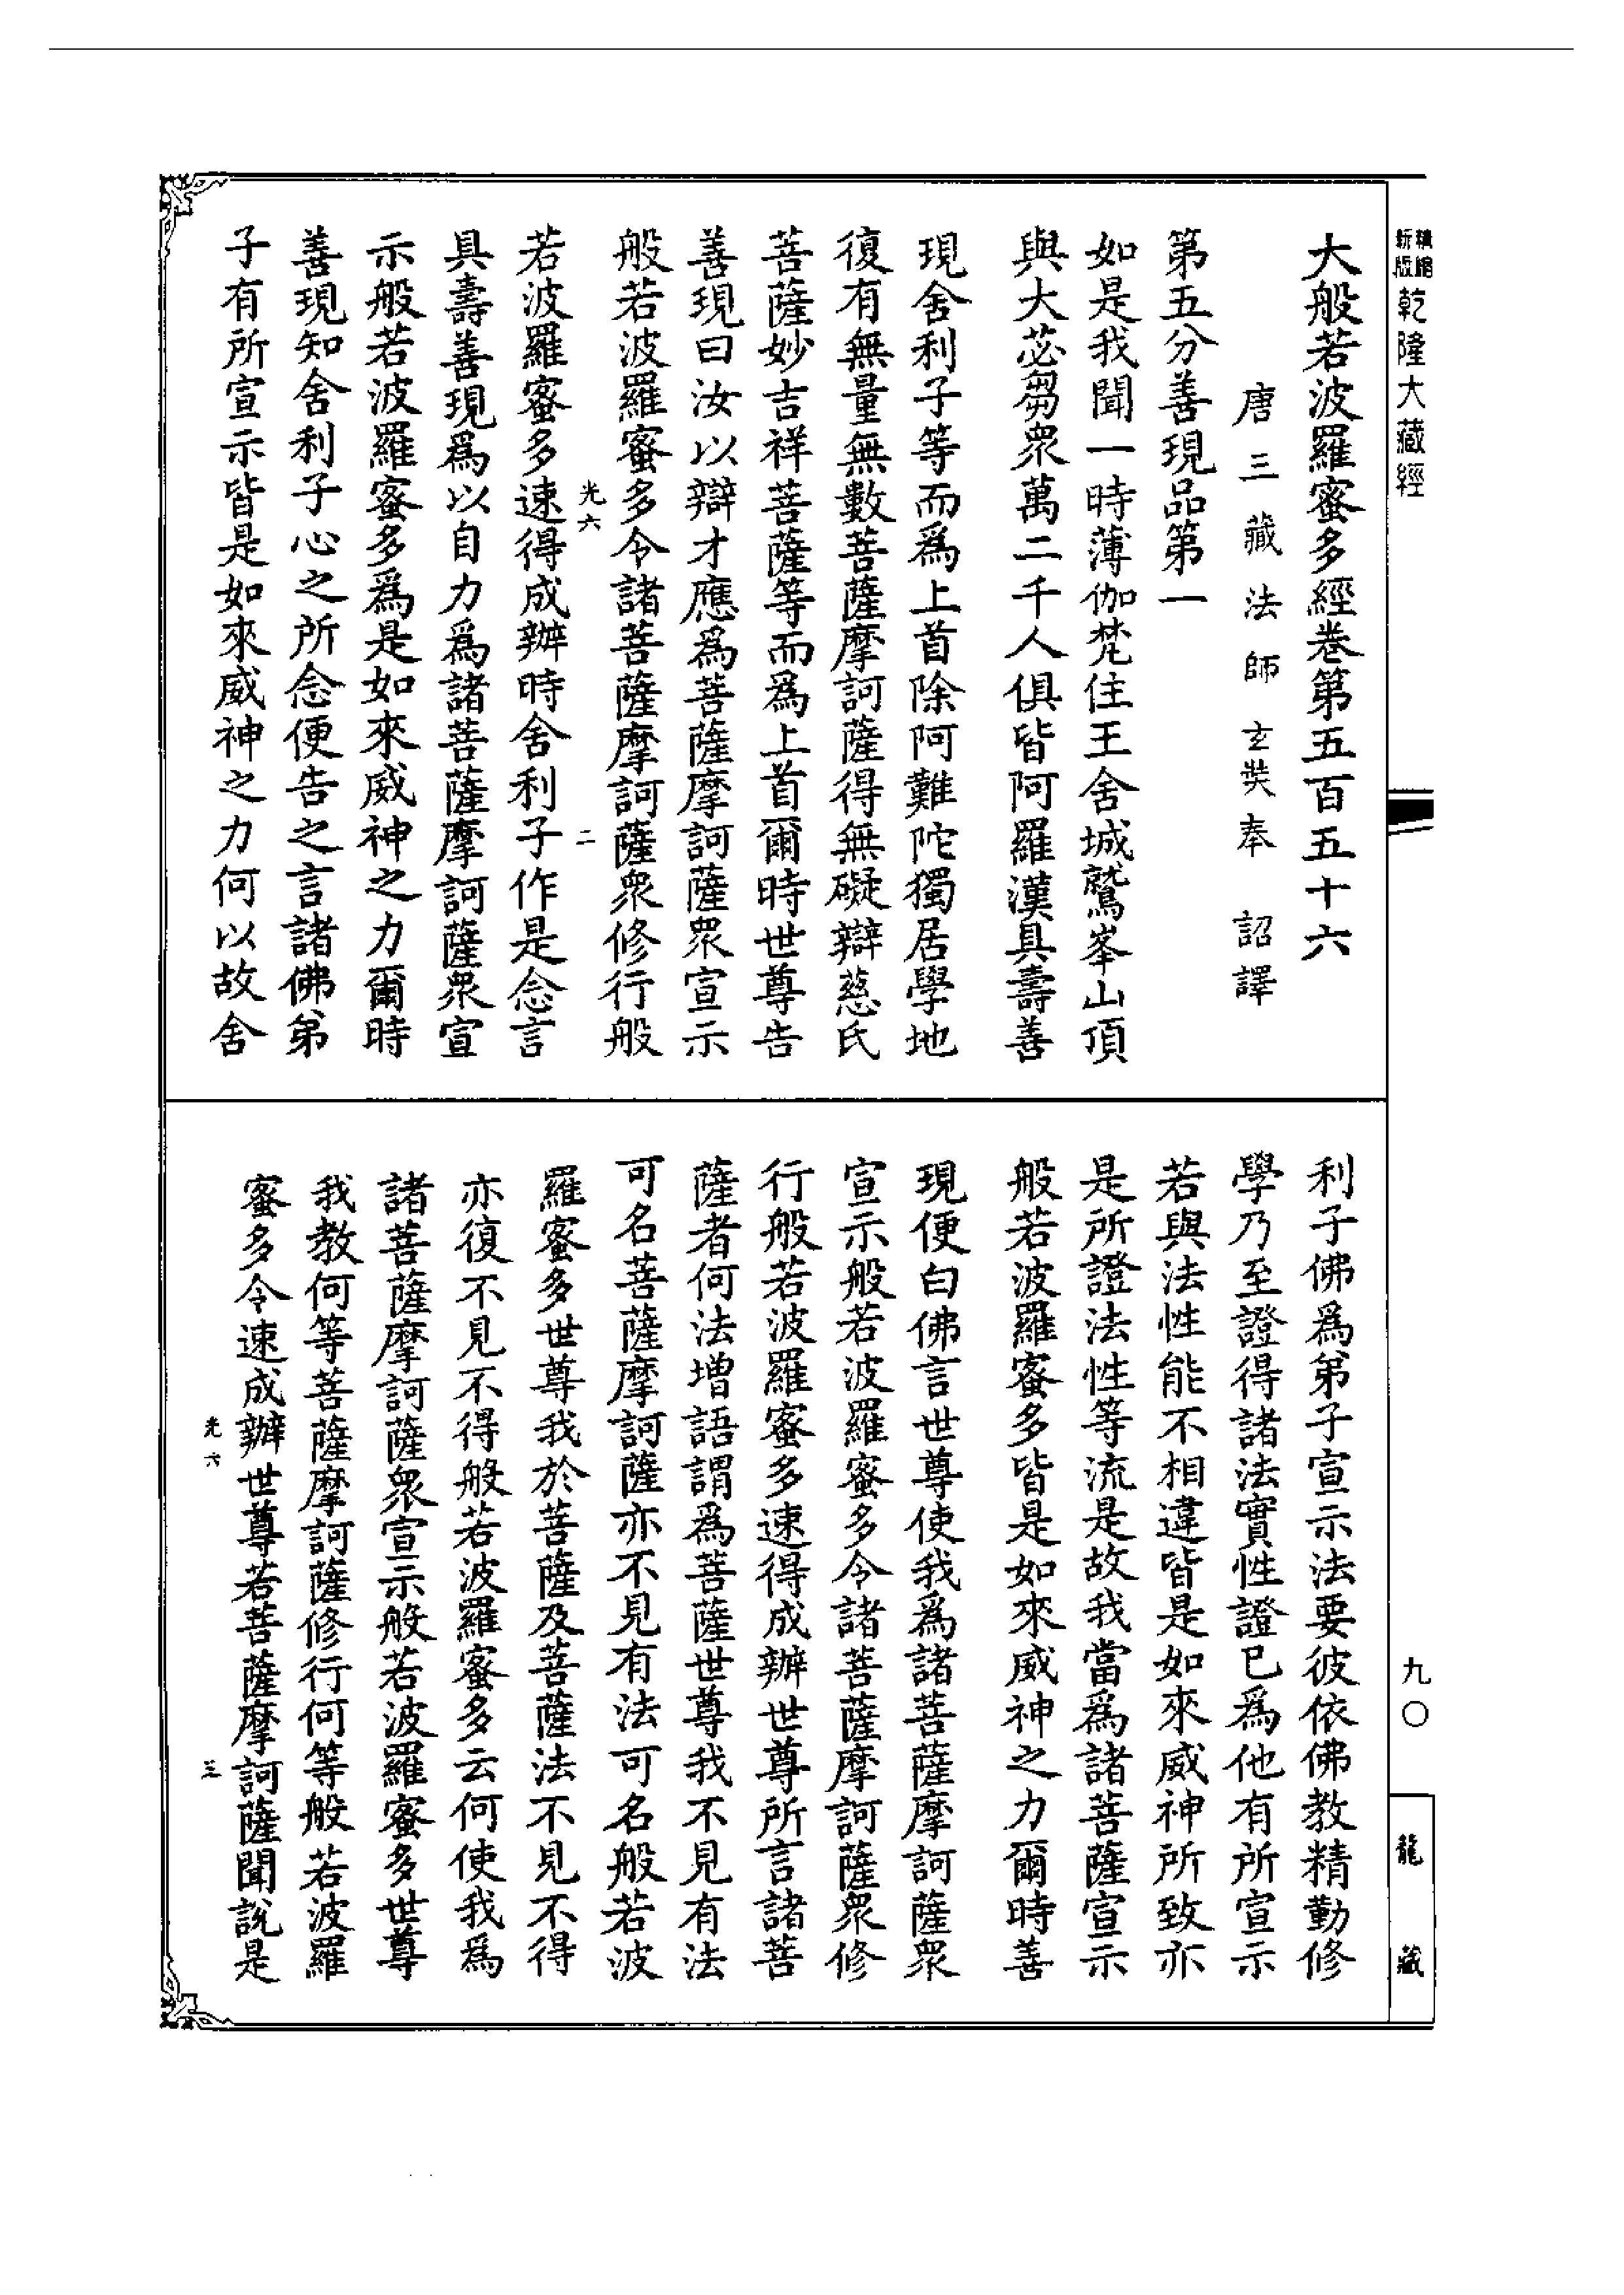 新版精縮乾隆大藏經
九〇
龍藏
大般若波羅蜜多經卷第五百五十六
唐三藏法師玄奘奉詔譯
第五分善現品第一
如是我聞一時薄伽梵住王舍城鷲峯山頂
與大苾芻衆萬二千人俱皆阿羅漢具壽善
現舍利子等而爲上首除阿難陀獨居學地
復有無量無數菩薩摩訶薩得無礙辯慈氏
菩薩妙吉祥菩薩等而爲上首爾時世尊告
善現曰汝以辯才應爲菩薩摩訶薩衆宣示
般若波羅蜜多令諸菩薩摩訶薩衆修行般
光六 二
若波羅蜜多速得成辦時舍利子作是念言
具壽善現爲以自力爲諸菩薩摩訶薩衆宣
示般若波羅蜜多爲是如來威神之力爾時
善現知舍利子心之所念便告之言諸佛弟
子有所宣示皆是如來威神之力何以故舍
利子佛爲弟子宣示法要彼依佛教精勤修
學乃至證得諸法實性證已爲他有所宣示
若與法性能不相違皆是如來威神所致亦
是所證法性等流是故我當爲諸菩薩宣示
般若波羅蜜多皆是如來威神之力爾時善
現便白佛言世尊使我爲諸菩薩摩訶薩衆
宣示般若波羅蜜多令諸菩薩摩訶薩衆修
行般若波羅蜜多速得成辦世尊所言諸菩
薩者何法增語謂爲菩薩世尊我不見有法
可名菩薩摩訶薩亦不見有法可名般若波
羅蜜多世尊我於菩薩及菩薩法不見不得
亦復不見不得般若波羅蜜多云何使我爲
諸菩薩摩訶薩衆宣示般若波羅蜜多世尊
我教何等菩薩摩訶薩修行何等般若波羅
蜜多令速成辦世尊若菩薩摩訶薩聞說是
光六 三